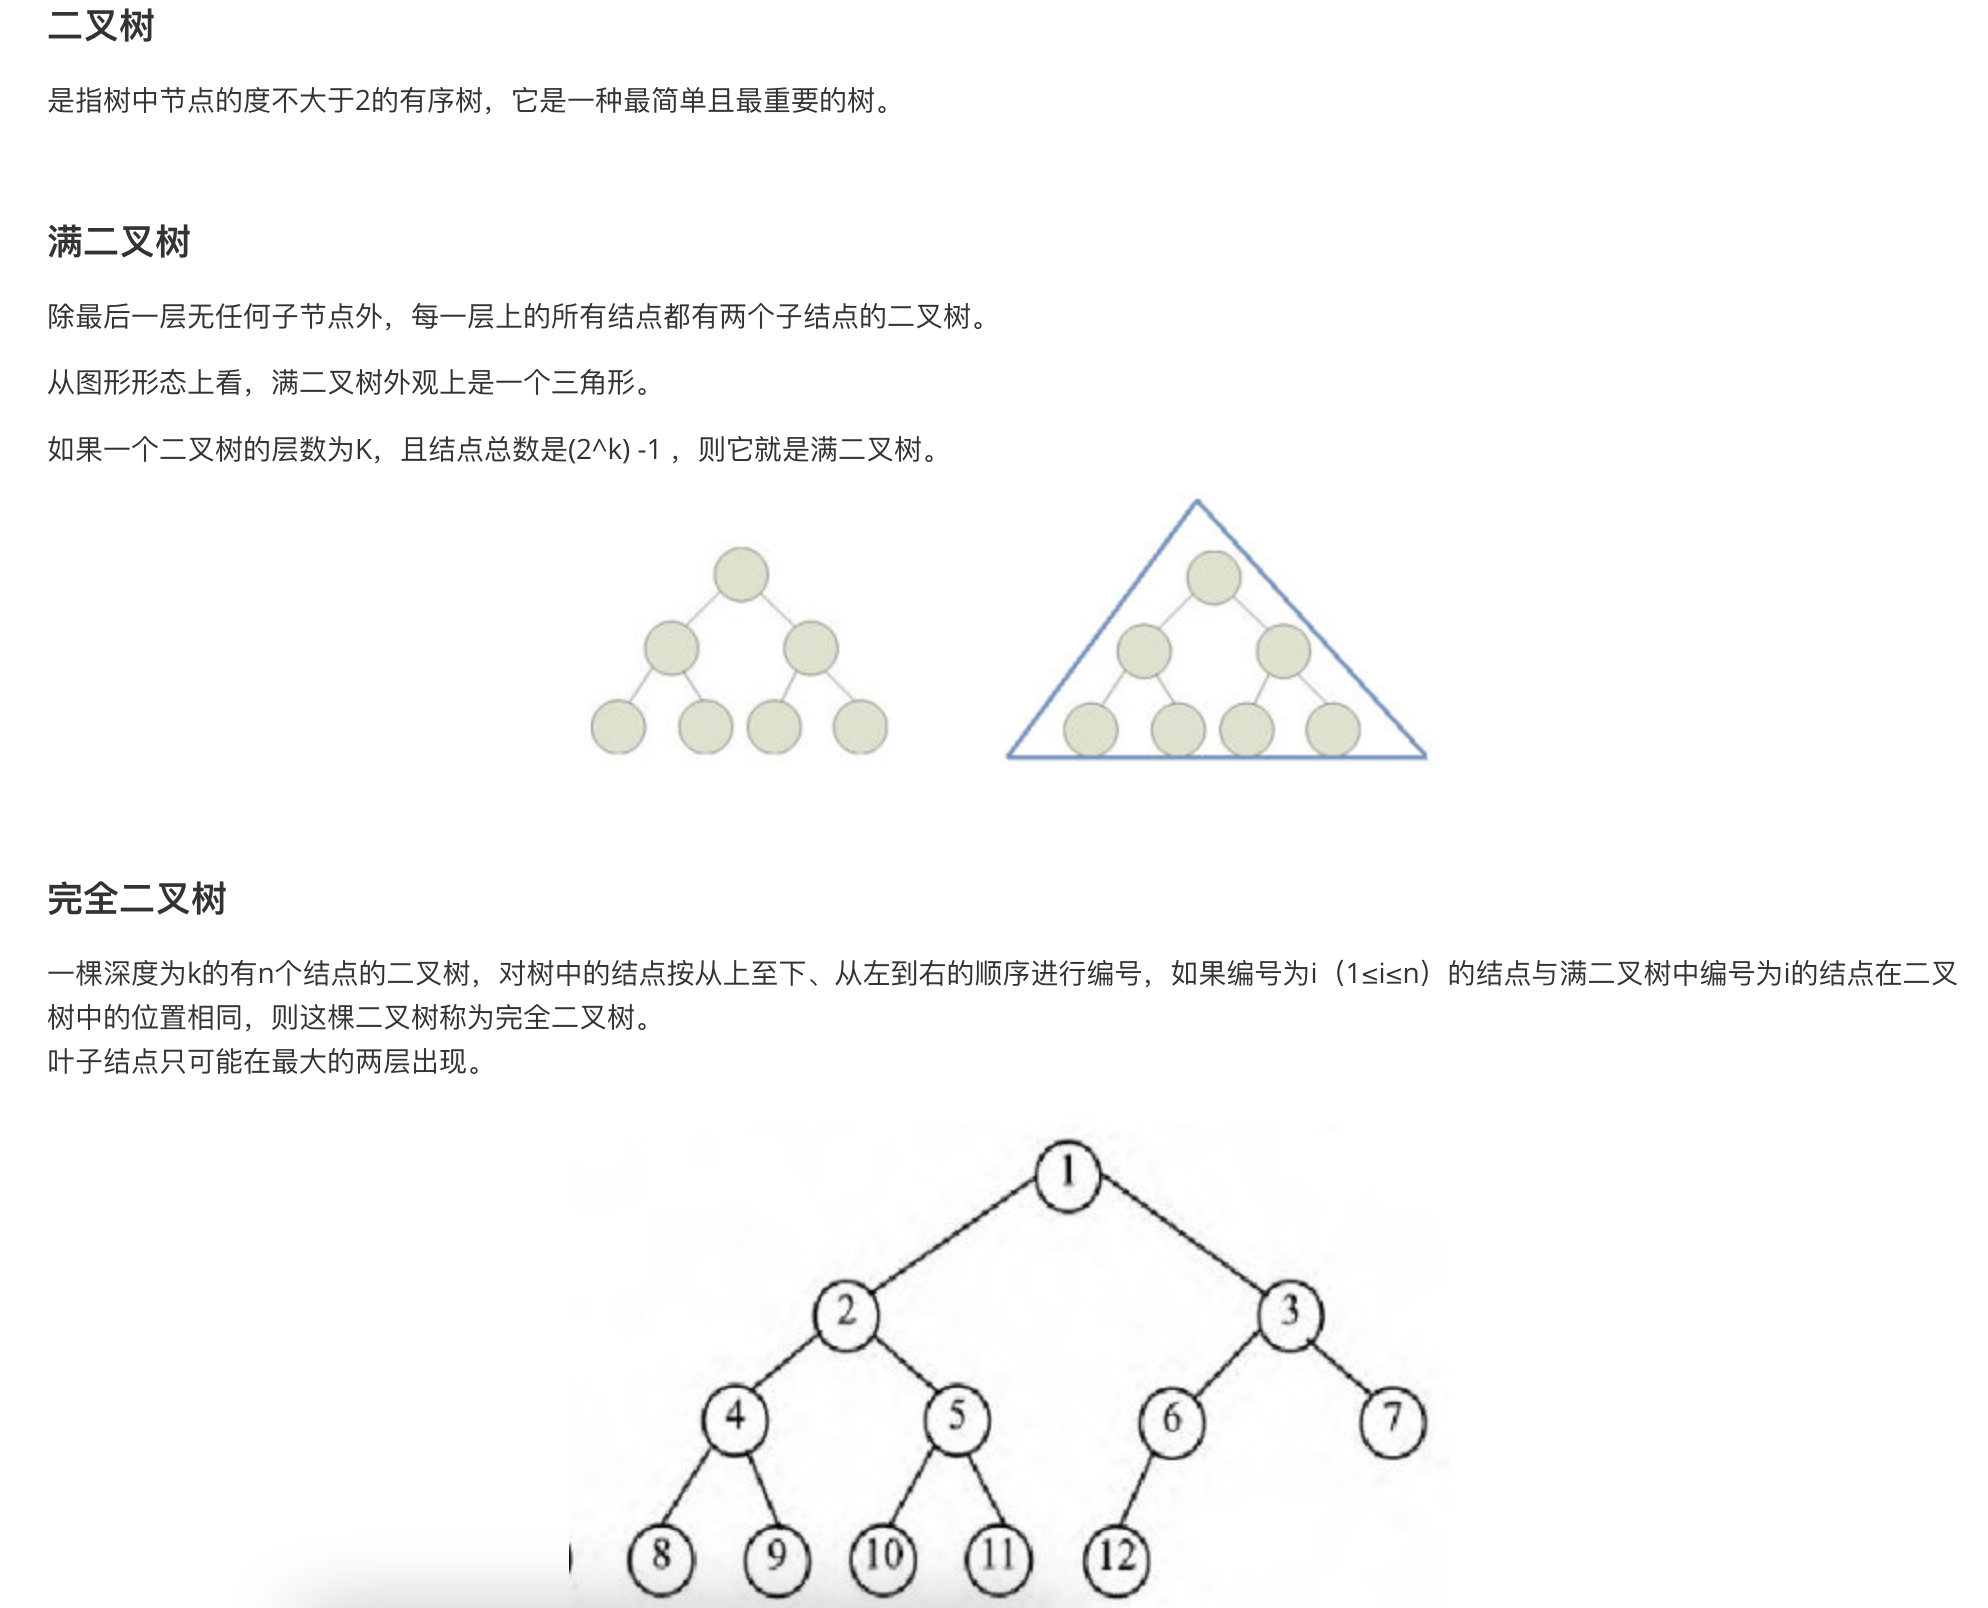 二叉树
是指树中节点的度不大于2的有序树，它是一种最简单且最重要的树。
满二叉树
除最后一层无任何子节点外，每一层上的所有结点都有两个子结点的二叉树。
从图形形态上看，满二叉树外观上是一个三角形。
如果一个二叉树的层数为K，且结点总数是(2^k) -1 ，则它就是满二叉树。
完全二叉树
一棵深度为k的有n个结点的二叉树，对树中的结点按从上至下、从左到右的顺序进行编号，如果编号为i（1≤i≤n）的结点与满二叉树中编号为i的结点在二叉
树中的位置相同，则这棵二叉树称为完全二叉树。
叶子结点只可能在最大的两层出现。
1
2 3
4 5 6 7
8 9 10 11 12